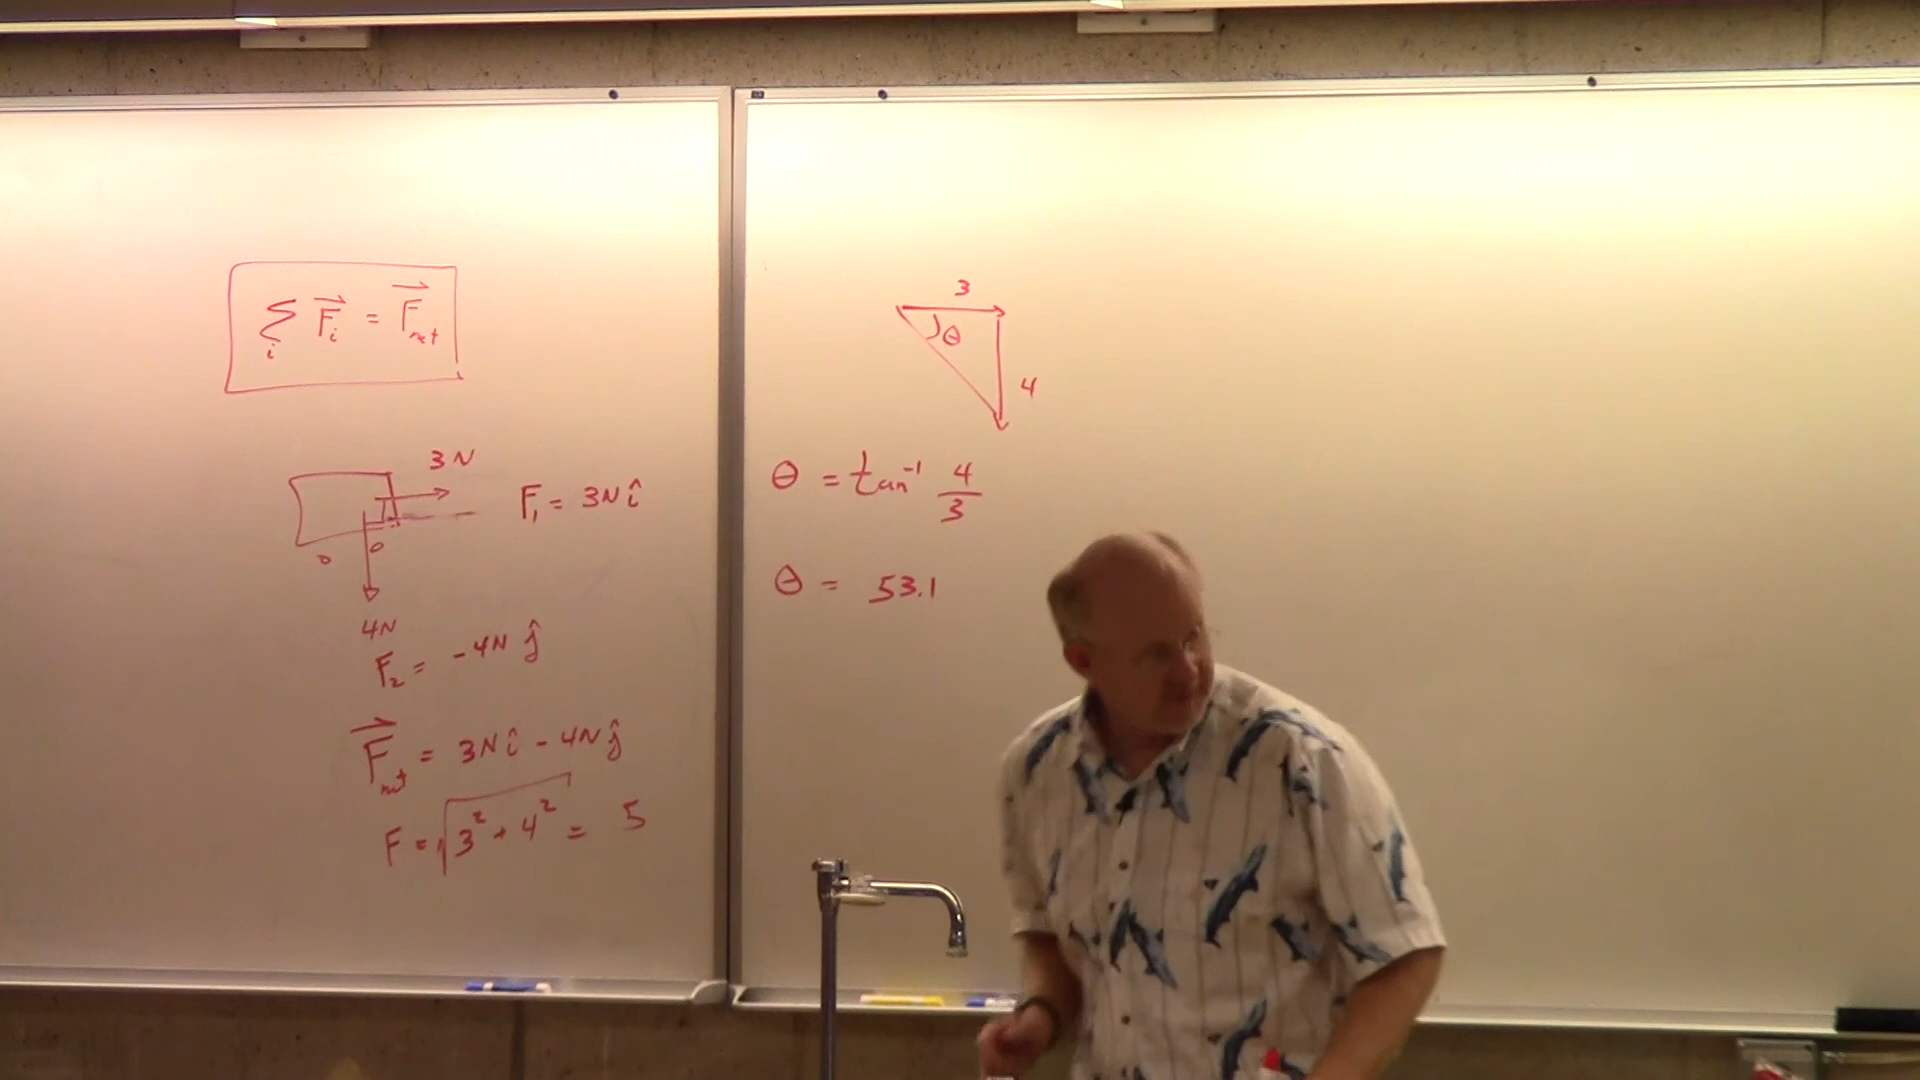 ∑ᵢ F⃗ᵢ = F⃗ net
3N
F₁ = 3N î
4N
F₂ = -4N ĵ
F⃗ net = 3N î - 4N ĵ
F = √(3² + 4²) = 5
3
θ
4
θ = tan⁻¹ 4/3
θ = 53.1